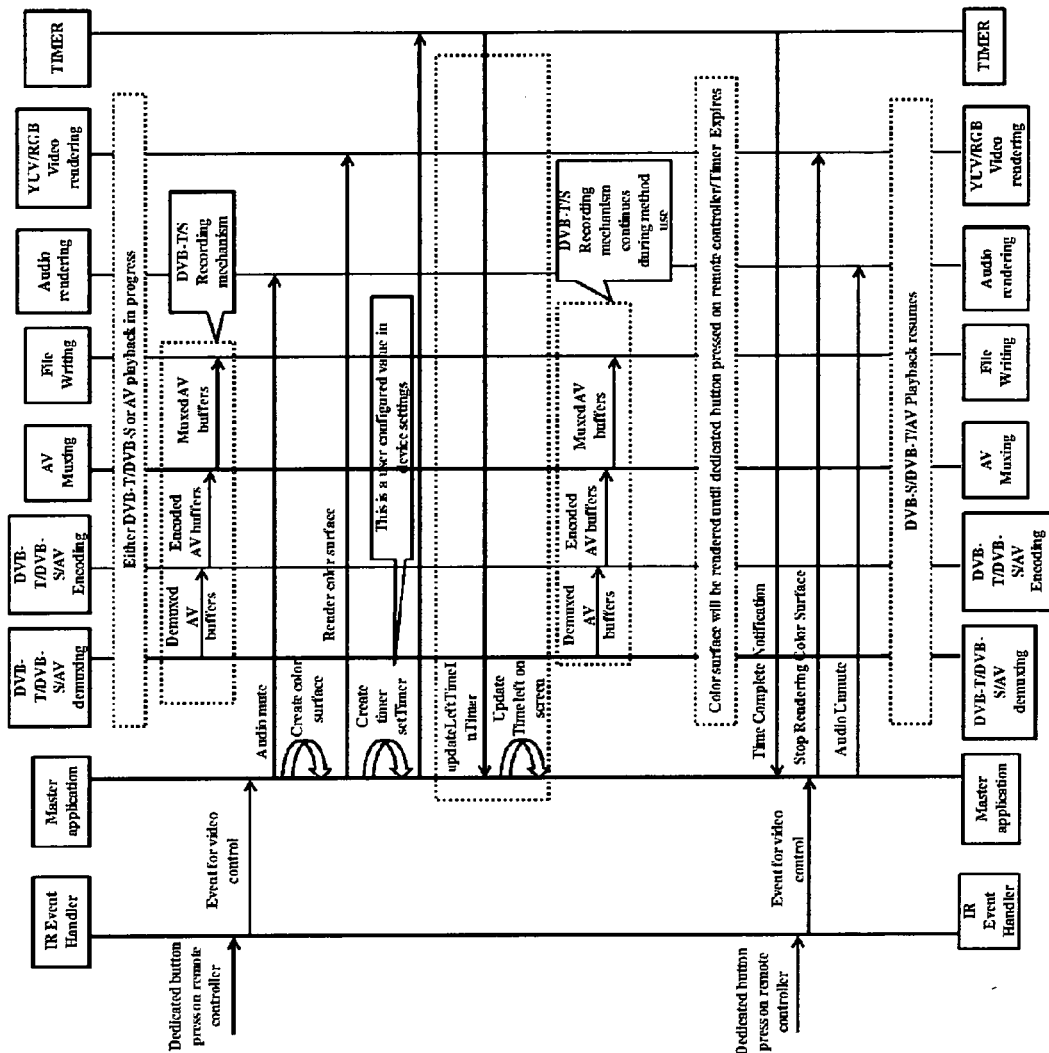 IR Event
Handler
Master
application
DVB-
T/DVB-
S/AV
demuxing
DVB-
T/DVB-
S/AV
Encoding
AV
Muxing
File
Writing
Audio
rendering
YUV/RGB
Video
rendering
TIMER
Either DVB-T/DVB-S or AV playback in progress
Dedicated button
press on remote
controller
Event for video
control
Demuxed
AV
buffers
Encoded
AV buffers
Muxed AV
buffers
DVB-T/S
Recording
mechanism
Audio mute
Create color
surface
Render color surface
Create
timer
setTimer
This is a user configured value in
device settings
updateLeftTimeI
nTimer
Update
Time left on
screen
Demuxed
AV
buffers
Encoded
AV buffers
Muxed AV
buffers
DVB-T/S
Recording
mechanism
continues
during method
use
Color surface will be rendered until dedicated button pressed on remote controller/Timer Expires
Dedicated button
press on remote
controller
Event for video
control
Time Complete Notification
Stop Rendering Color Surface
Audio Unmute
DVB-S/DVB-T/AV Playback resumes
IR
Event
Handler
Master
application
DVB-T/DVB-
S/AV
demuxing
DVB-
T/DVB-
S/AV
Encoding
AV
Muxing
File
Writing
Audio
rendering
YUV/RGB
Video
rendering
TIMER